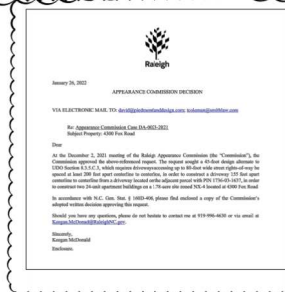 Raleigh
January 26, 2022
APPEARANCE COMMISSION DECISION
VIA ELECTRONIC MAIL TO:
Re: Appearance Commission Case DA-003-2021
Subject Property: 4300 Fox Road
Dear
At the December 2, 2021 meeting of the Raleigh Appearance Commission (the "Commission"), the
Commission approved the above-referenced request. The request sought a 45-foot design alternate to
UDO Section 8.3.5.C.3, which requires driveways accessing up to 80-foot wide street rights-of-way be
spaced at 200 feet apart centerline to centerline, in order to construct a driveway 155 feet apart
centerline to centerline from a driveway located on the adjacent parcel with PIN
to construct two 24-unit apartment buildings on a 1.76-acre site zoned NX-4 located at 4300 Fox Road
In accordance with N.C. Gen. Stat. § 160D-406, please find enclosed a copy of the Commission's
adopted written decision approving this request.
Should you have any questions, please do not hesitate to contact me at 919-996-4630 or via email at
Keegan.McDonald@RaleighNC.gov.
Sincerely,
Keegan McDonald
Enclosures